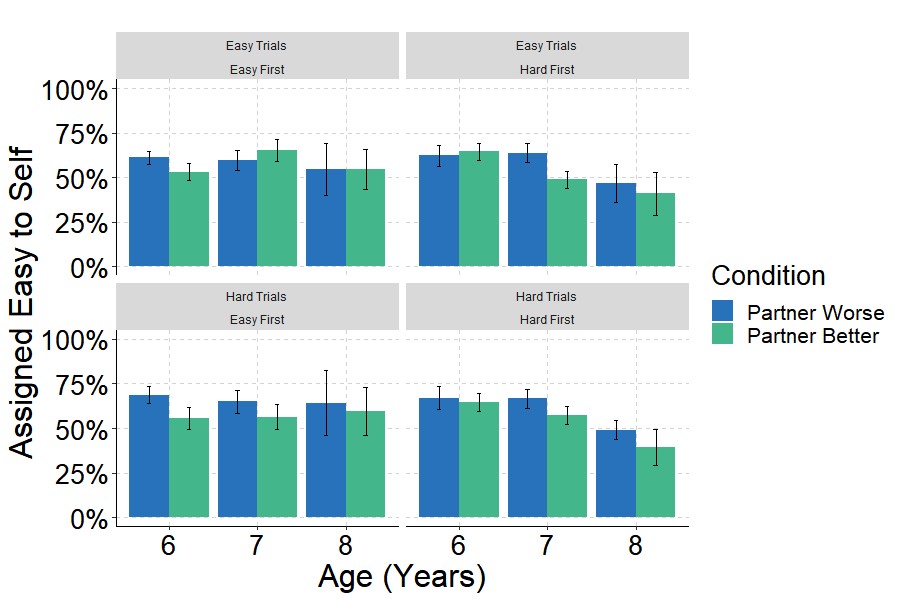 Easy Trials
Easy First
Easy Trials
Hard First
100%
75%
50%
25%
0%
Hard Trials
Easy First
Hard Trials
Hard First
100%
75%
50%
25%
0%
6
7
8
6
7
8
Age (Years)
Assigned Easy to Self
Condition
Partner Worse
Partner Better